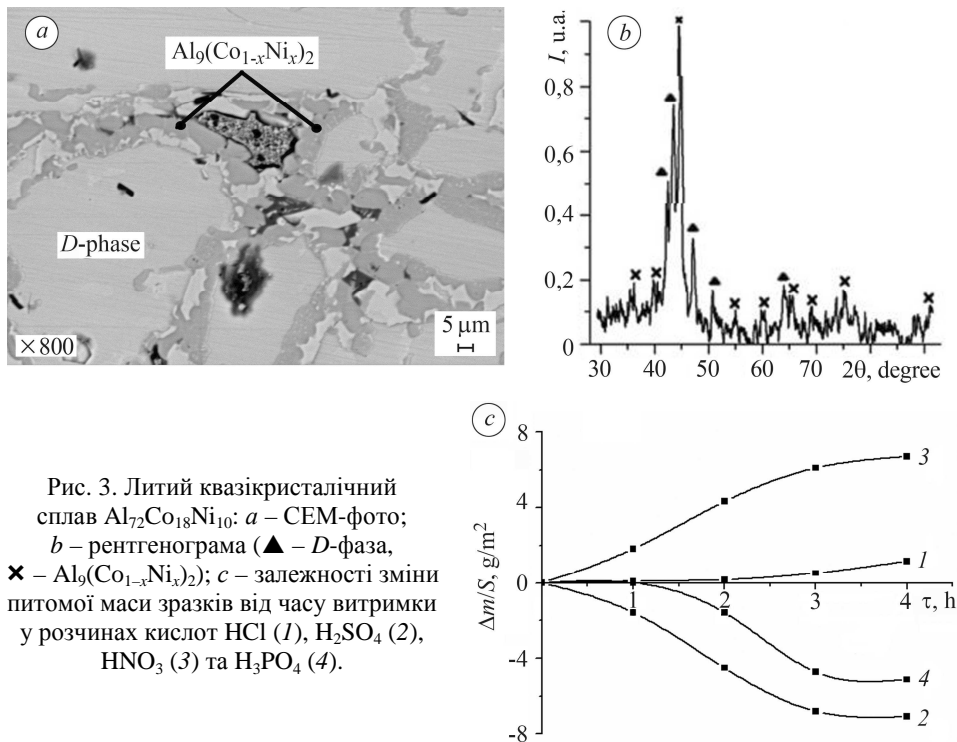 a
Al₉(Co₁₋ₓNiₓ)₂
D-phase
×800
5 μm
b
I, u.a.
0,8
0,6
0,4
0,2
0
30 40 50 60 70 2θ, degree
c
Δm/S, g/m²
8
4
0
-4
-8
1 2 3 4 τ, h
3
1
4
2
Рис. 3. Литий квазікристалічний
сплав Al₇₂Co₁₈Ni₁₀: a – СЕМ-фото;
b – рентгенограма (▲ – D-фаза,
✖ – Al₉(Co₁₋ₓNiₓ)₂); c – залежності зміни
питомої маси зразків від часу витримки
у розчинах кислот HCl (1), H₂SO₄ (2),
HNO₃ (3) та H₃PO₄ (4).